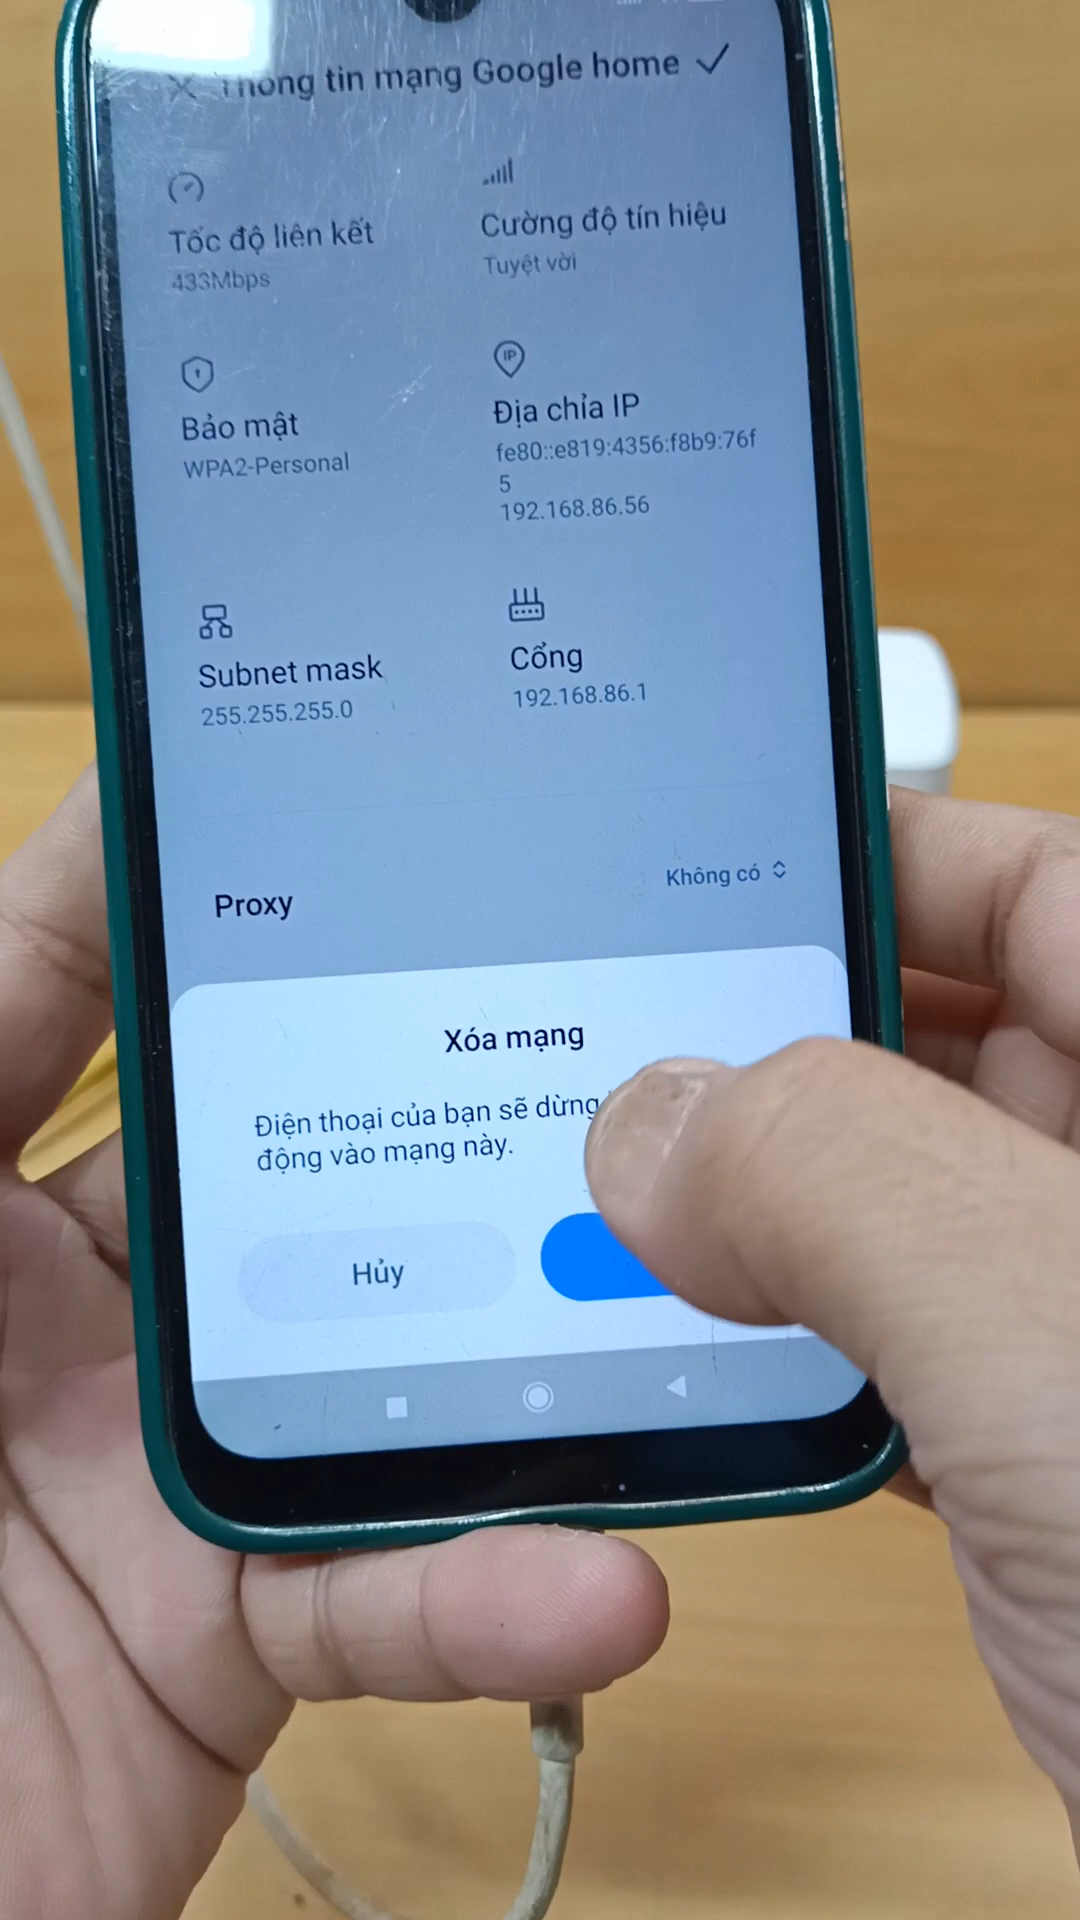 Thông tin mạng Google home
Tốc độ liên kết
433Mbps
Cường độ tín hiệu
Tuyệt vời
Bảo mật
WPA2-Personal
Địa chỉa IP
fe80::e819:4356:f8b9:76f
5
192.168.86.56
Subnet mask
255.255.255.0
Cổng
192.168.86.1
Proxy
Không có
Xóa mạng
Điện thoại của bạn sẽ dừng
động vào mạng này.
Hủy